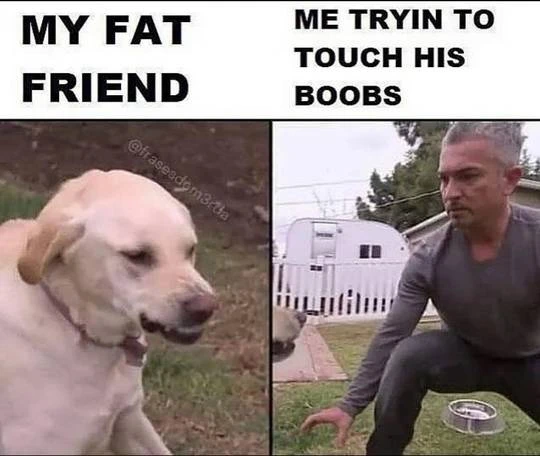 MY FAT
FRIEND
ME TRYIN TO
TOUCH HIS
BOOBS